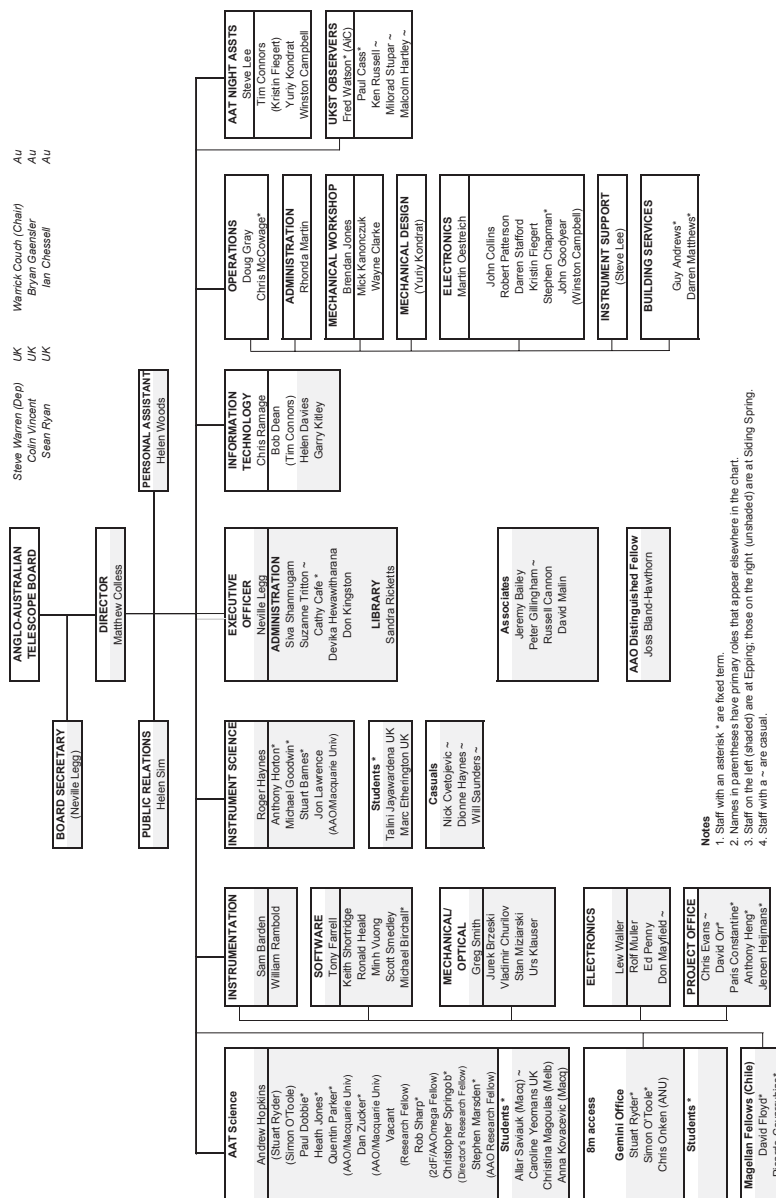 ANGLO-AUSTRALIAN
TELESCOPE BOARD
Steve Warren (Dep) UK Warrick Couch (Chair) Au
Colin Vincent UK Bryan Gaensler Au
Sean Ryan UK Ian Chessell Au
BOARD SECRETARY
(Neville Legg)
DIRECTOR
Matthew Colless
PUBLIC RELATIONS
Helen Sim
PERSONAL ASSISTANT
Helen Woods
AAT Science
Andrew Hopkins
(Stuart Ryder)
(Simon O'Toole)
Paul Dobbie*
Heath Jones*
Quentin Parker*
(AAO/Macquarie Univ)
Dan Zucker*
(AAO/Macquarie Univ)
Vacant
(Research Fellow)
Rob Sharp*
(2dF/AAOmega Fellow)
Christopher Springob*
(Director's Research Fellow)
Stephen Marsden*
(AAO Research Fellow)
Students *
Allar Saviauk (Macq) ~
Caroline Yeomans UK
Christina Magoulas (Melb)
Anna Kovacevic (Macq)
8m access
Gemini Office
Stuart Ryder*
Simon O'Toole*
Chris Onken (ANU)
Students *
Magellan Fellows (Chile)
David Floyd*
INSTRUMENTATION
Sam Barden
William Rambold
SOFTWARE
Tony Farrell
Keith Shortridge
Ronald Heald
Minh Vuong
Scott Smedley
Michael Birchall*
MECHANICAL/
OPTICAL
Greg Smith
Jurek Brzeski
Vladimir Churilov
Stan Miziarski
Urs Klauser
ELECTRONICS
Lew Waller
Rolf Muller
Ed Penny
Don Mayfield ~
PROJECT OFFICE
Chris Evans ~
David Orr*
Paris Constantine*
Anthony Heng*
Jeroen Heijmans*
INSTRUMENT SCIENCE
Roger Haynes
Anthony Horton*
Michael Goodwin*
Stuart Barnes*
Jon Lawrence
(AAO/Macquarie Univ)
Students *
Talini Jayawardena UK
Marc Etherington UK
Casuals
Nick Cvetojevic ~
Dionne Haynes ~
Will Saunders ~
EXECUTIVE
OFFICER
Neville Legg
ADMINISTRATION
Siva Shanmugam
Suzanne Tritton ~
Cathy Cafe *
Devika Hewawitharana
Don Kingston
LIBRARY
Sandra Ricketts
Associates
Jeremy Bailey
Peter Gillingham ~
Russell Cannon
David Malin
AAO Distinguished Fellow
Joss Bland-Hawthorn
INFORMATION
TECHNOLOGY
Chris Ramage
Bob Dean
(Tim Connors)
Helen Davies
Garry Kitley
OPERATIONS
Doug Gray
Chris McCowage*
ADMINISTRATION
Rhonda Martin
MECHANICAL WORKSHOP
Brendan Jones
Mick Kanonczuk
Wayne Clarke
MECHANICAL DESIGN
(Yuriy Kondrat)
ELECTRONICS
Martin Oestreich
John Collins
Robert Patterson
Darren Stafford
Kristin Fiegert
Stephen Chapman*
John Goodyear
(Winston Campbell)
INSTRUMENT SUPPORT
(Steve Lee)
BUILDING SERVICES
Guy Andrews*
Darren Matthews*
AAT NIGHT ASSTS
Steve Lee
Tim Connors
(Kristin Fiegert)
Yuriy Kondrat
Winston Campbell
UKST OBSERVERS
Fred Watson* (AiC)
Paul Cass*
Ken Russell ~
Milorad Stupar ~
Malcolm Hartley ~
Notes
1. Staff with an asterisk * are fixed term.
2. Names in parentheses have primary roles that appear elsewhere in the chart.
3. Staff on the left (shaded) are at Epping; those on the right (unshaded) are at Siding Spring.
4. Staff with a ~ are casual.